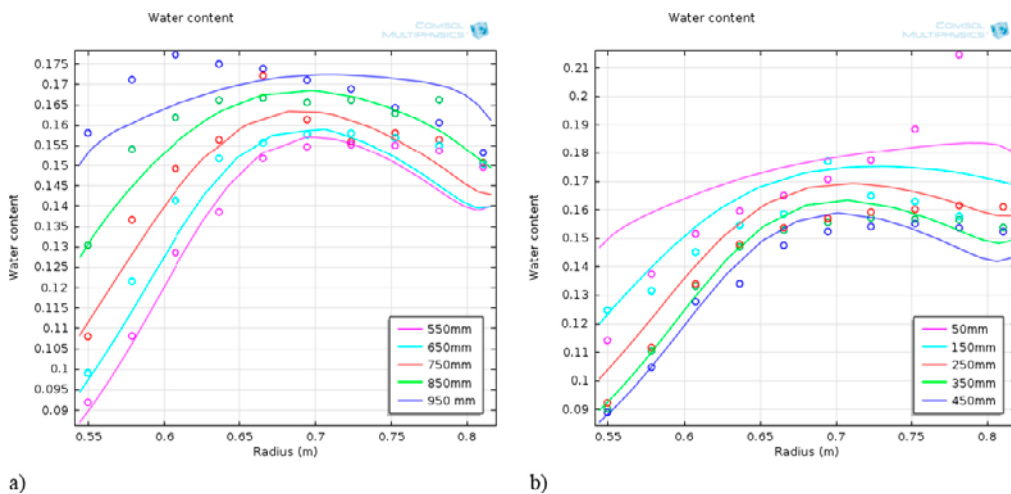 Water content
COMSOL
MULTIPHYSICS
0.175
0.17
0.165
0.16
0.155
0.15
0.145
0.14
0.135
0.13
0.125
0.12
0.115
0.11
0.105
0.1
0.095
0.09
Water content
0.55
0.6
0.65
0.7
0.75
0.8
Radius (m)
550mm
650mm
750mm
850mm
950 mm
a)
Water content
COMSOL
MULTIPHYSICS
0.21
0.2
0.19
0.18
0.17
0.16
0.15
0.14
0.13
0.12
0.11
0.1
0.09
Water content
0.55
0.6
0.65
0.7
0.75
0.8
Radius (m)
50mm
150mm
250mm
350mm
450mm
b)